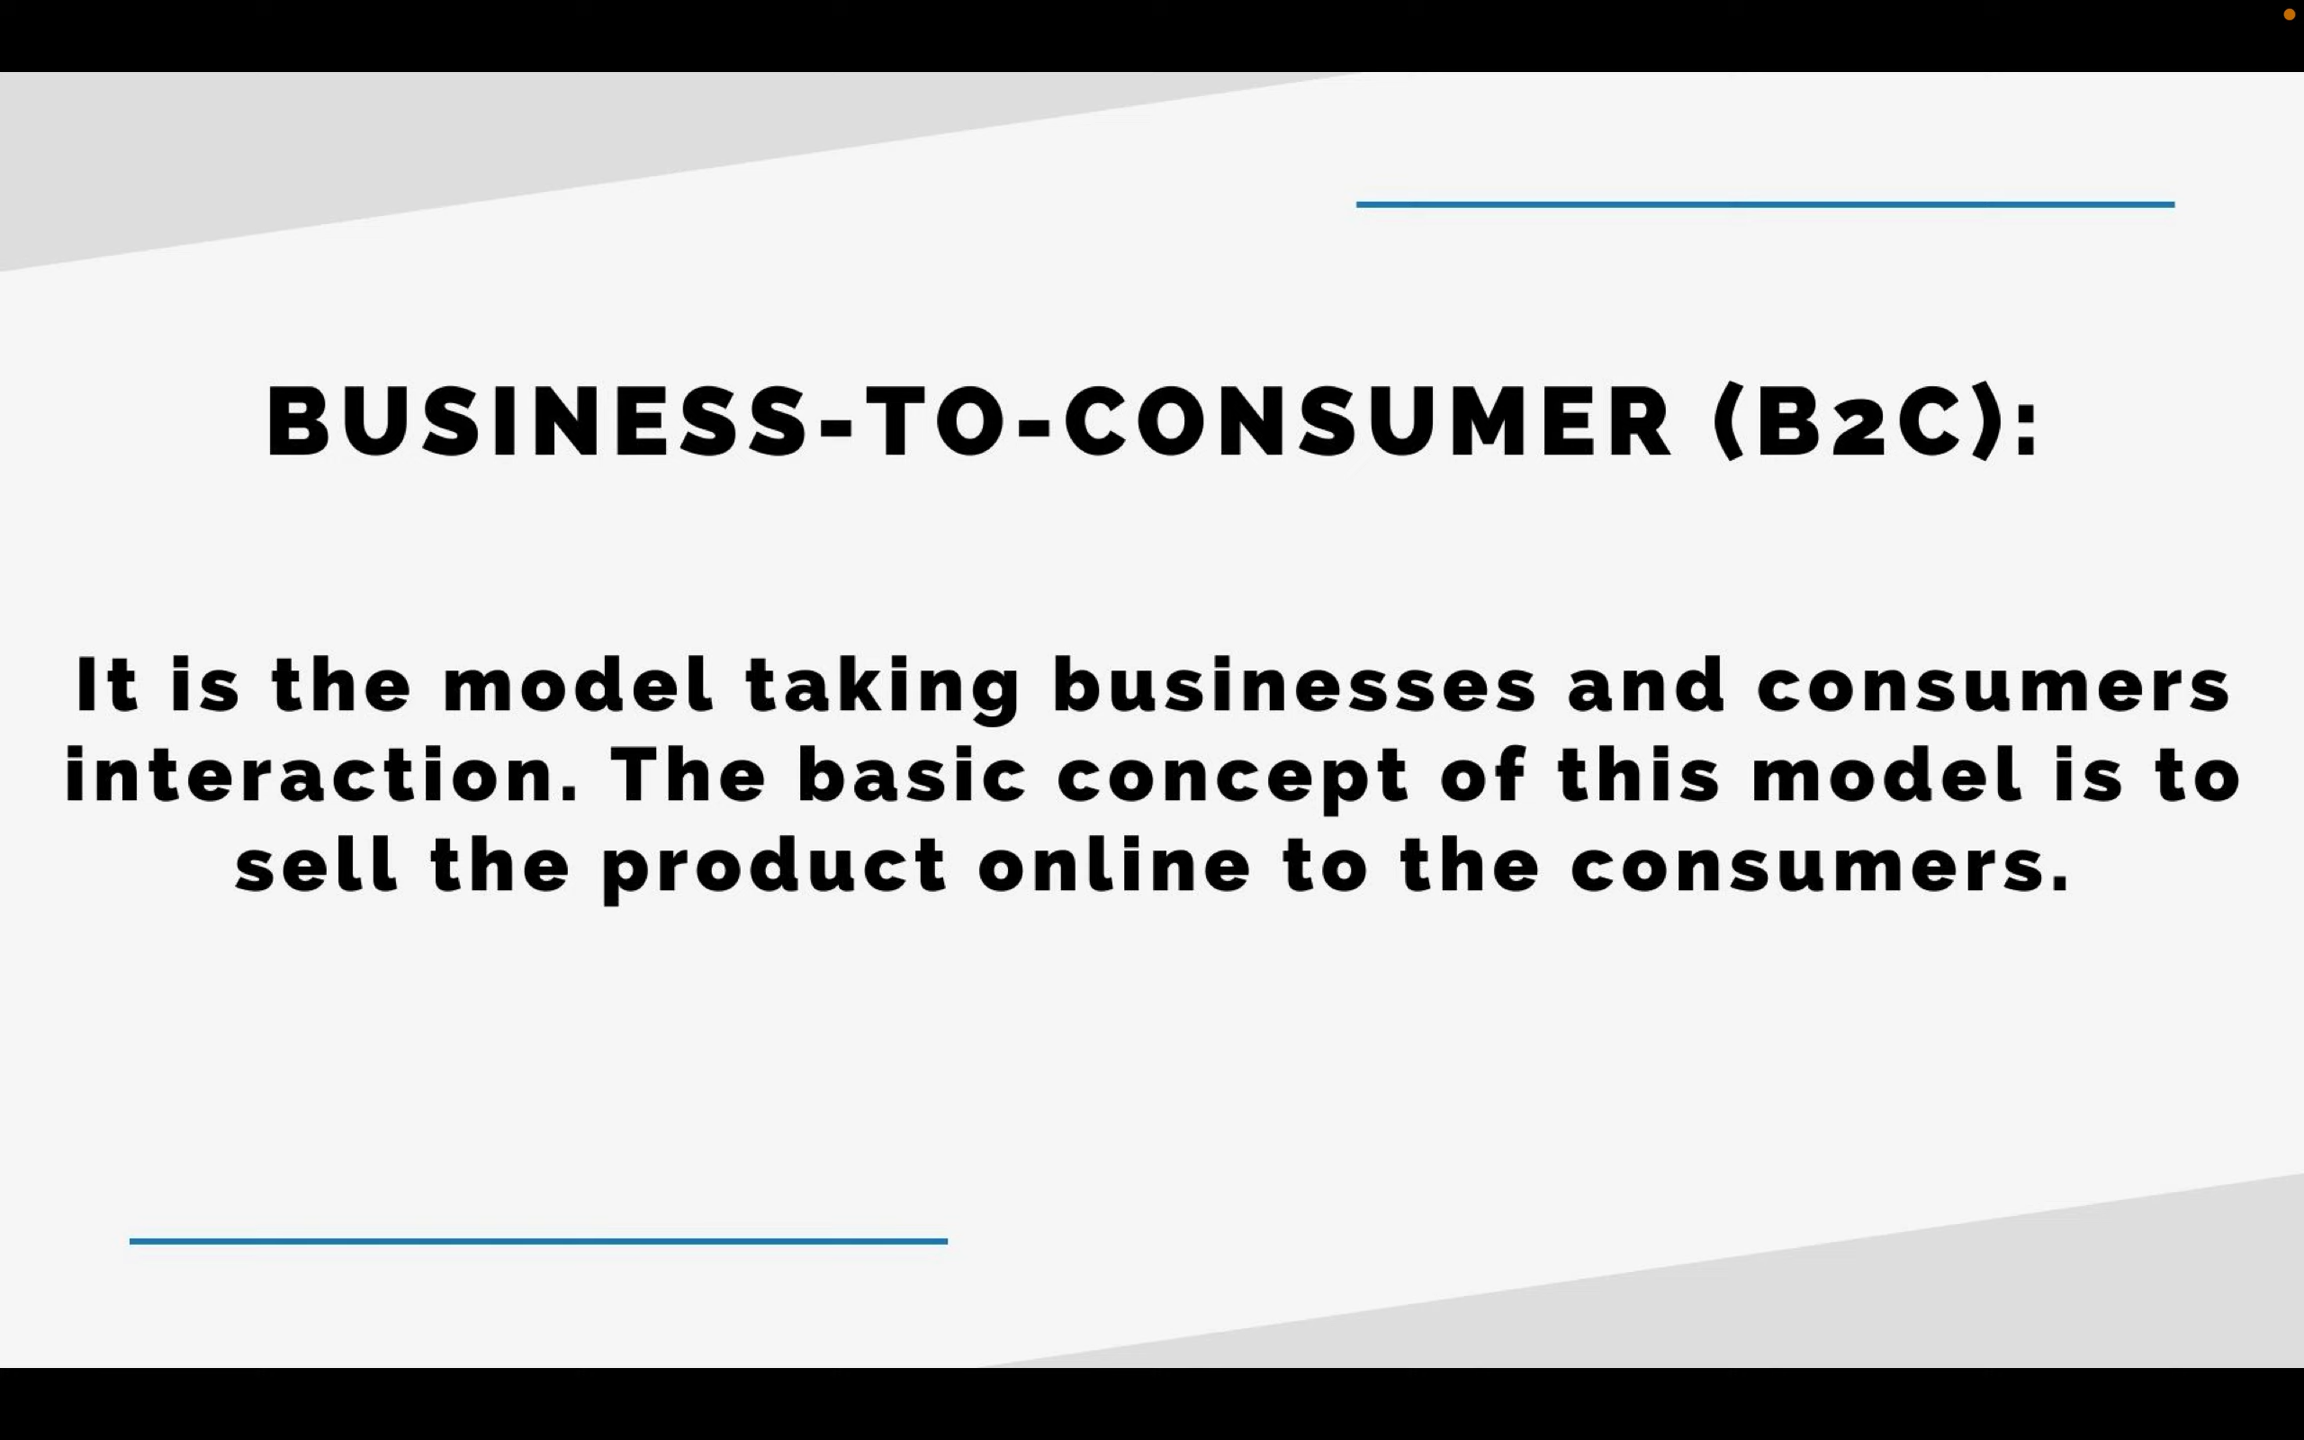 BUSINESS-TO-CONSUMER (B2C):
It is the model taking businesses and consumers
interaction. The basic concept of this model is to
sell the product online to the consumers.